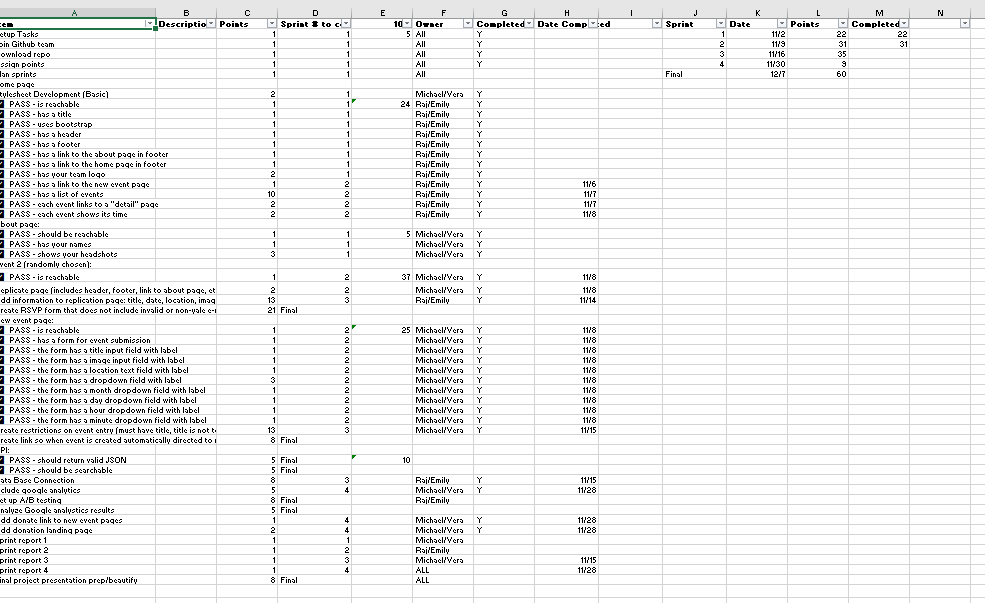 A B C D E F G H I J K L M N
tem Descriptio Points Sprint # to c 10 Owner Completed Date Comp ed Sprint Date Points Completed
etup Tasks 1 1 5 All Y 1 11/2 22 22
oin Github team 1 1 All Y 2 11/9 31 31
ownload repo 1 1 All Y 3 11/16 35
ssign points 1 1 All Y 4 11/30 9
lan sprints 1 1 All Final 12/7 60
ome page
tylesheet Development (Basic) 2 1 Michael/Vera Y
PASS - is reachable 1 1 24 Raj/Emily Y
PASS - has a title 1 1 Raj/Emily Y
PASS - uses bootstrap 1 1 Raj/Emily Y
PASS - has a header 1 1 Raj/Emily Y
PASS - has a footer 1 1 Raj/Emily Y
PASS - has a link to the about page in footer 1 1 Raj/Emily Y
PASS - has a link to the home page in footer 1 1 Raj/Emily Y
PASS - has your team logo 2 1 Raj/Emily Y
PASS - has a link to the new event page 1 2 Raj/Emily Y 11/6
PASS - has a list of events 10 2 Raj/Emily Y 11/7
PASS - each event links to a "detail" page 2 2 Raj/Emily Y 11/7
PASS - each event shows its time 2 2 Raj/Emily Y 11/8
bout page:
PASS - should be reachable 1 1 5 Michael/Vera Y
PASS - has your names 1 1 Michael/Vera Y
PASS - shows your headshots 3 1 Michael/Vera Y
vent 2 (randomly chosen):
PASS - is reachable 1 2 37 Michael/Vera Y 11/8
eplicate page (includes header, footer, link to about page, et 2 2 Michael/Vera Y 11/8
dd information to replication page: title, date, location, imag 13 3 Raj/Emily Y 11/14
reate RSVP form that does not include invalid or non-yale e-r 21 Final
ew event page:
PASS - is reachable 1 2 25 Michael/Vera Y 11/8
PASS - has a form for event submission 1 2 Michael/Vera Y 11/8
PASS - the form has a title input field with label 1 2 Michael/Vera Y 11/8
PASS - the form has a image input field with label 1 2 Michael/Vera Y 11/8
PASS - the form has a location text field with label 1 2 Michael/Vera Y 11/8
PASS - the form has a dropdown field with label 3 2 Michael/Vera Y 11/8
PASS - the form has a month dropdown field with label 1 2 Michael/Vera Y 11/8
PASS - the form has a day dropdown field with label 1 2 Michael/Vera Y 11/8
PASS - the form has a hour dropdown field with label 1 2 Michael/Vera Y 11/8
PASS - the form has a minute dropdown field with label 1 2 Michael/Vera Y 11/8
reate restrictions on event entry (must have title, title is not t 13 3 Michael/Vera Y 11/15
reate link so when event is created automatically directed to 8 Final
PI:
PASS - should return valid JSON 5 Final 10
PASS - should be searchable 5 Final
ata Base Connection 8 3 Raj/Emily Y 11/15
clude google analytics 5 4 Michael/Vera Y 11/28
et up A/B testing 8 Final Raj/Emily
nalyze Google analystics results 5 Final
dd donate link to new event pages 1 4 Michael/Vera Y 11/28
dd donation landing page 2 4 Michael/Vera Y 11/28
print report 1 1 1 Michael/Vera
print report 2 1 2 Raj/Emily
print report 3 1 3 Michael/Vera 11/15
print report 4 1 4 ALL 11/28
inal project presentation prep/beautify 8 Final ALL